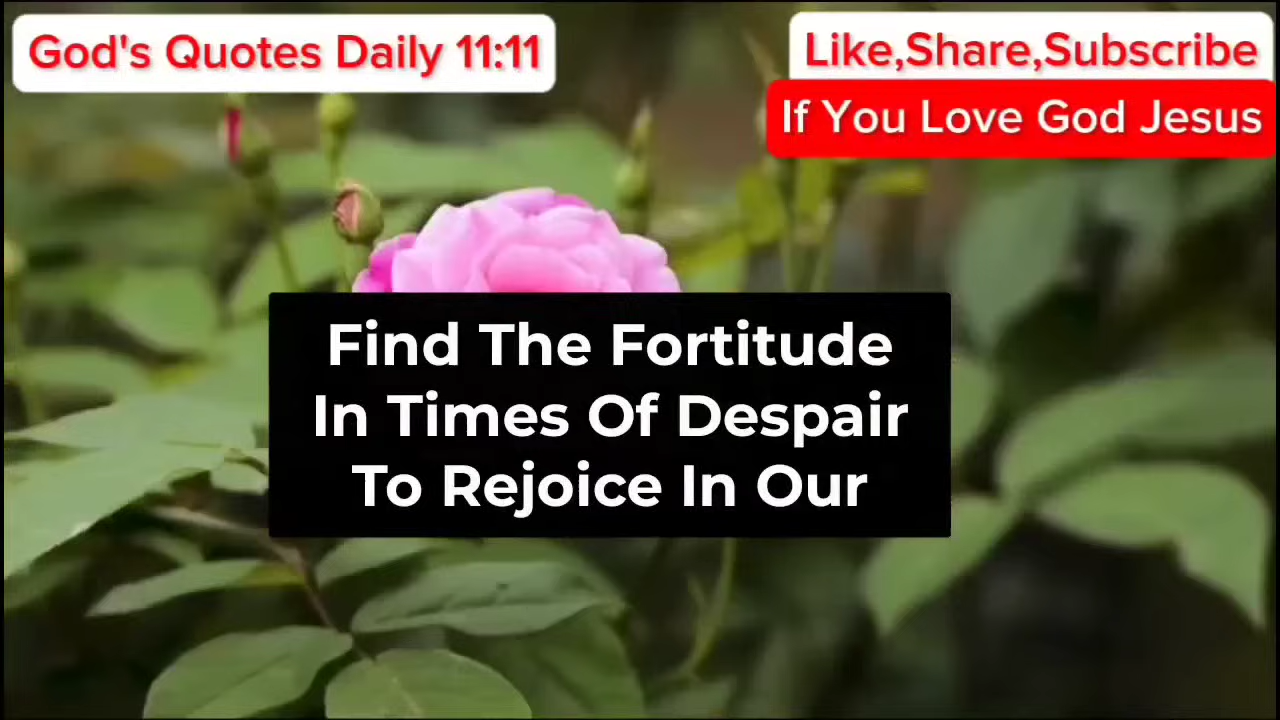 God's Quotes Daily 11:11
Like,Share,Subscribe
If You Love God Jesus
Find The Fortitude
In Times Of Despair
To Rejoice In Our